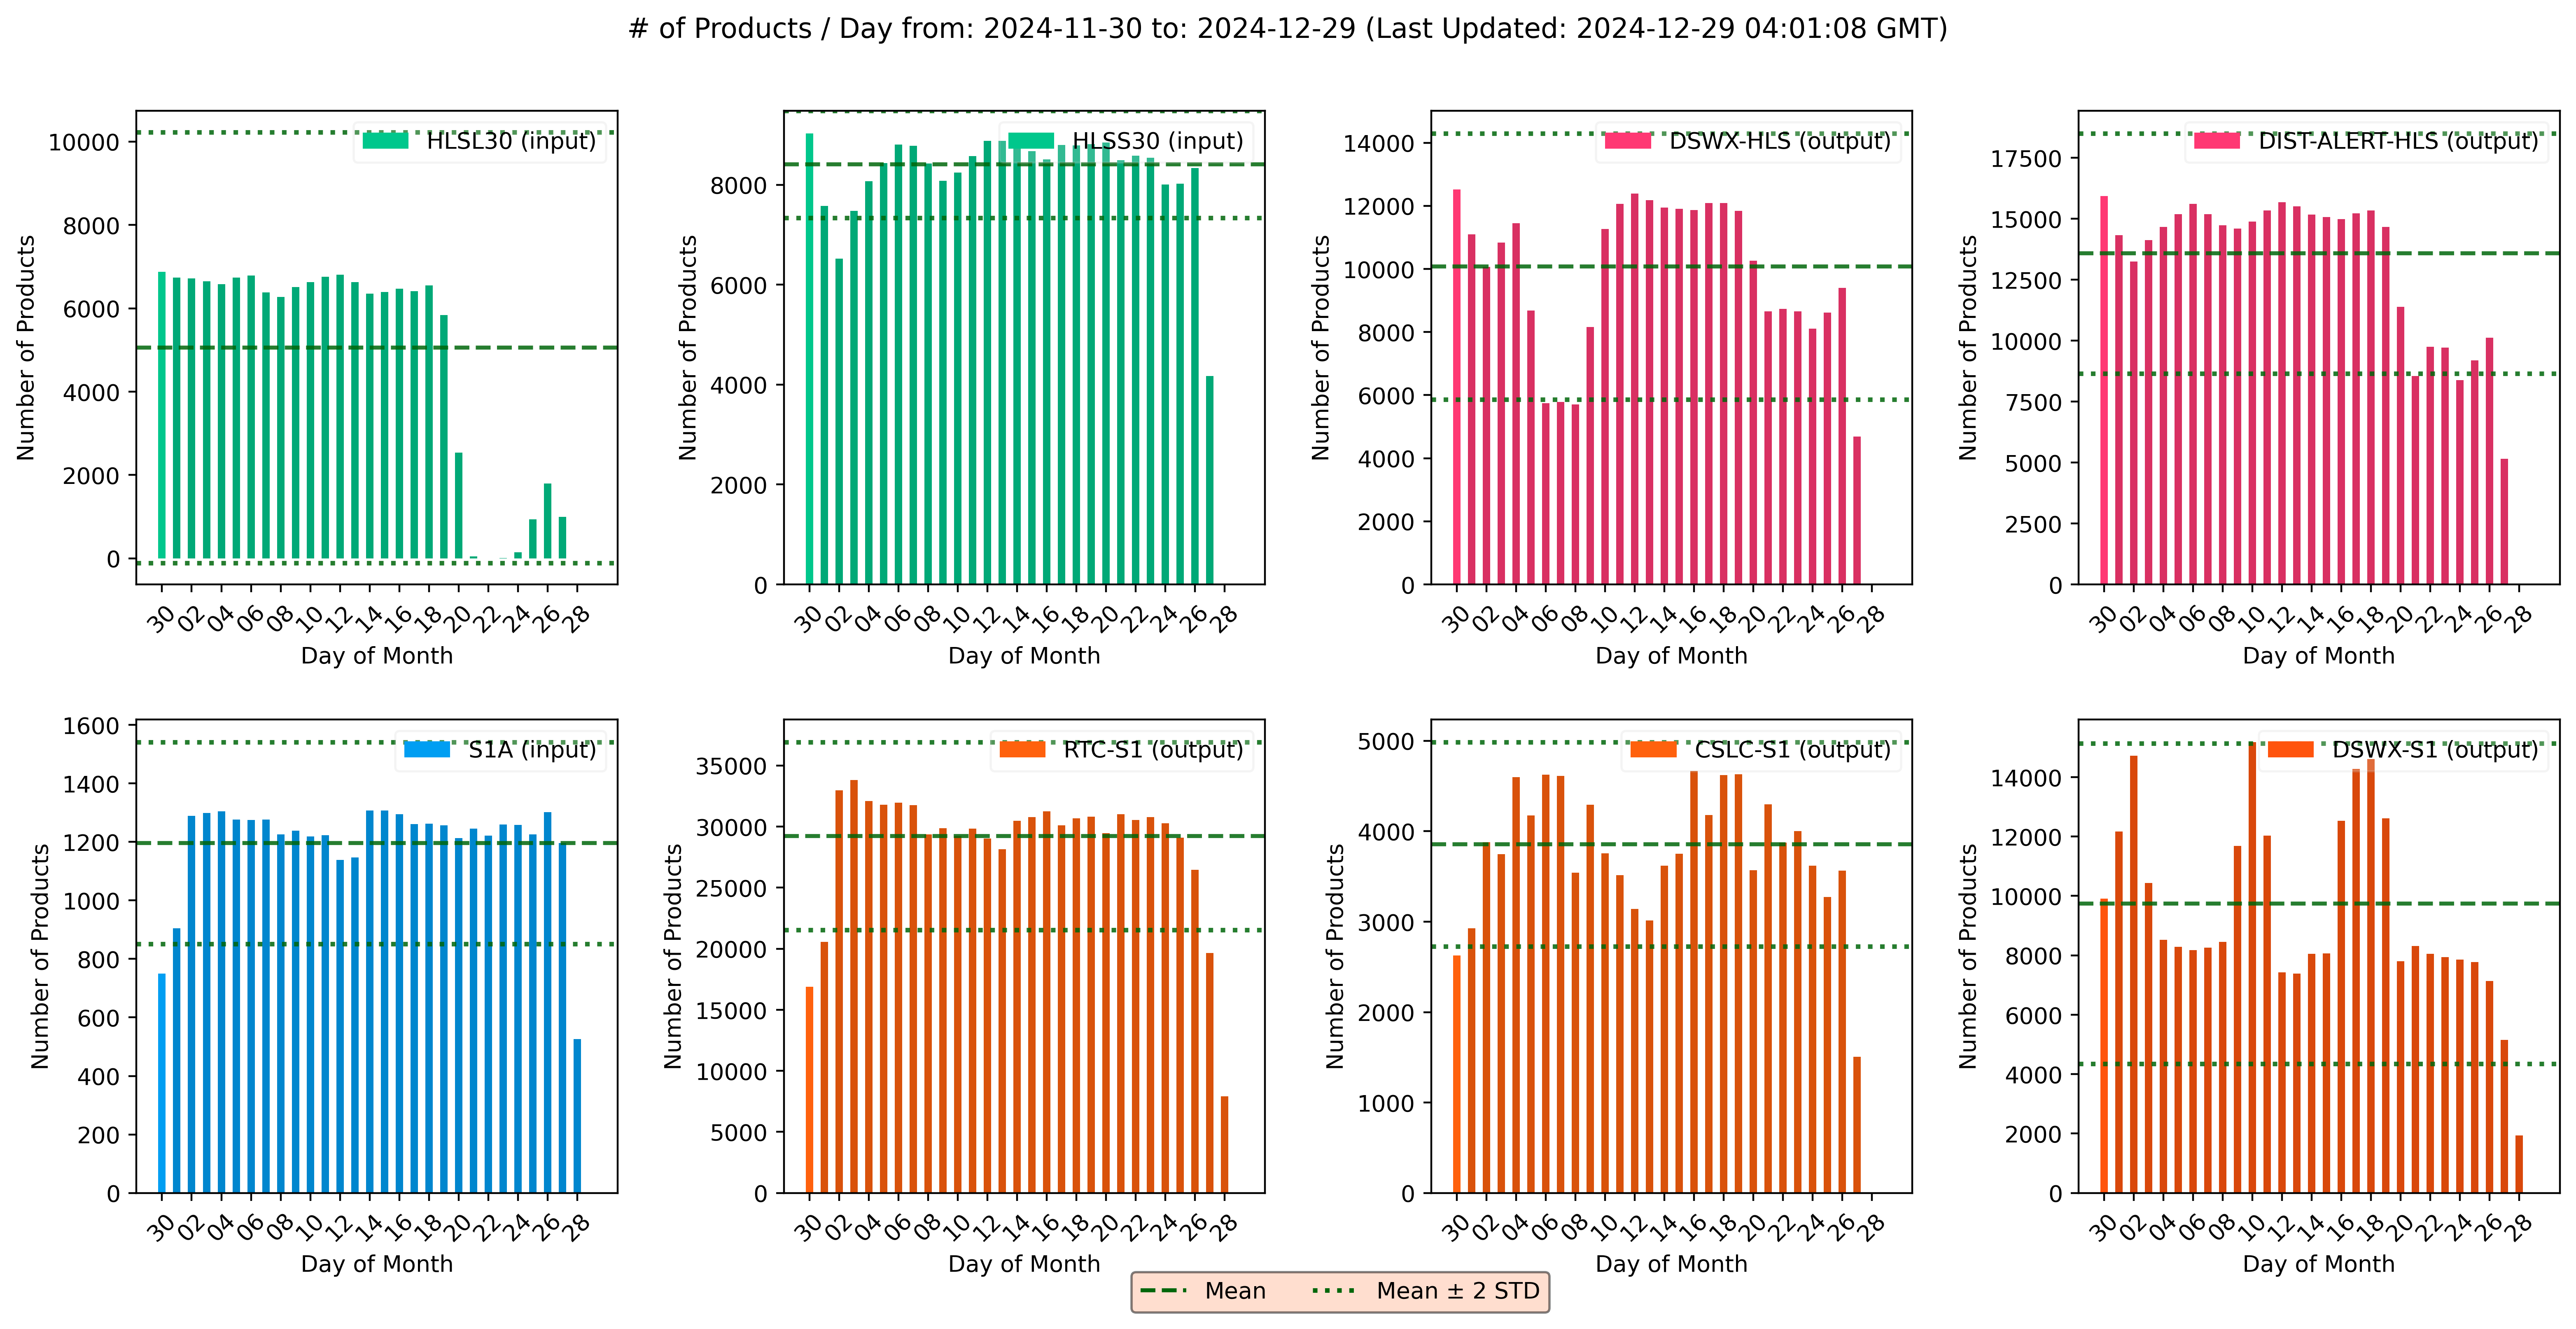 # of Products / Day from: 2024-11-30 to: 2024-12-29 (Last Updated: 2024-12-29 04:01:08 GMT)
HLSL30 (input)
Number of Products
10000
8000
6000
4000
2000
0
30 02 04 06 08 10 12 14 16 18 20 22 24 26 28
Day of Month
HLSS30 (input)
Number of Products
8000
6000
4000
2000
0
30 02 04 06 08 10 12 14 16 18 20 22 24 26 28
Day of Month
DSWX-HLS (output)
Number of Products
14000
12000
10000
8000
6000
4000
2000
0
30 02 04 06 08 10 12 14 16 18 20 22 24 26 28
Day of Month
DIST-ALERT-HLS (output)
Number of Products
17500
15000
12500
10000
7500
5000
2500
0
30 02 04 06 08 10 12 14 16 18 20 22 24 26 28
Day of Month
S1A (input)
Number of Products
1600
1400
1200
1000
800
600
400
200
0
30 02 04 06 08 10 12 14 16 18 20 22 24 26 28
Day of Month
RTC-S1 (output)
Number of Products
35000
30000
25000
20000
15000
10000
5000
0
30 02 04 06 08 10 12 14 16 18 20 22 24 26 28
Day of Month
CSLC-S1 (output)
Number of Products
5000
4000
3000
2000
1000
0
30 02 04 06 08 10 12 14 16 18 20 22 24 26 28
Day of Month
DSWX-S1 (output)
Number of Products
14000
12000
10000
8000
6000
4000
2000
0
30 02 04 06 08 10 12 14 16 18 20 22 24 26 28
Day of Month
Mean
Mean ± 2 STD